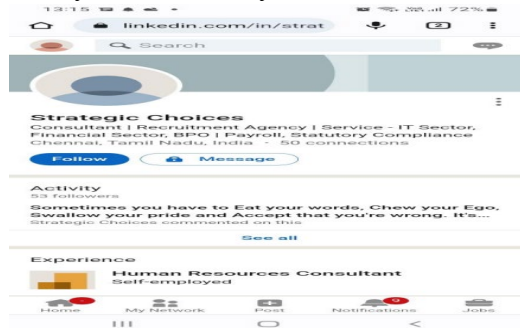 13:15
72%
linkedin.com/in/strat
2
Search
Strategic Choices
Consultant | Recruitment Agency | Service - IT Sector,
Financial Sector, BPO | Payroll, Statutory Compliance
Chennai, Tamil Nadu, India · 50 connections
Follow
Message
Activity
53 followers
Sometimes you have to Eat your words, Chew your Ego,
Swallow your pride and Accept that you're wrong. It's...
Strategic Choices commented on this
See all
Experience
Human Resources Consultant
Self-employed
Home
My Network
Post
Notifications
Jobs